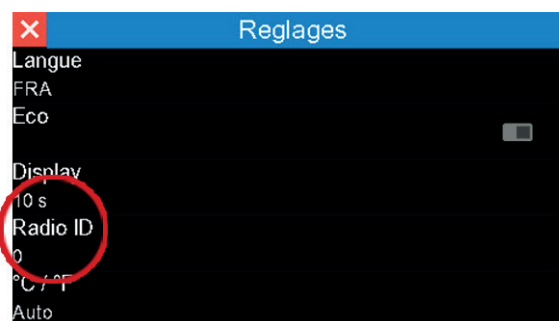 Reglages
Langue
FRA
Eco
Display
10 s
Radio ID
0
°C / °F
Auto